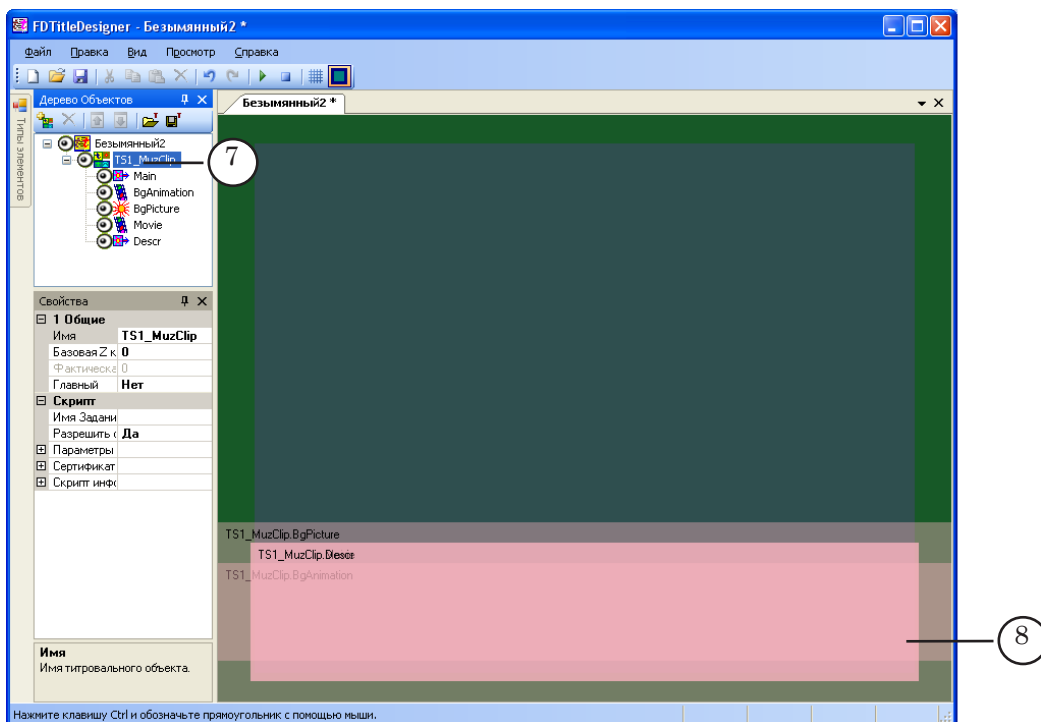 FDTitleDesigner - Безымянный2 *
Файл Правка Вид Просмотр Справка
Дерево Объектов
Безымянный2 *
Типы элементов
Безымянный2
TS1_MuzClip
7
Main
BgAnimation
BgPicture
Movie
Descr
Свойства
1 Общие
Имя TS1_MuzClip
Базовая Z к 0
Фактическа 0
Главный Нет
Скрипт
Имя Задани
Разрешить с Да
Параметры
Сертификат
Скрипт инфо
TS1_MuzClip.BgPicture
TS1_MuzClip.
TS1_MuzClip.BgAnimation
8
Имя
Имя титровального объекта.
Нажмите клавишу Ctrl и обозначьте прямоугольник с помощью мыши.